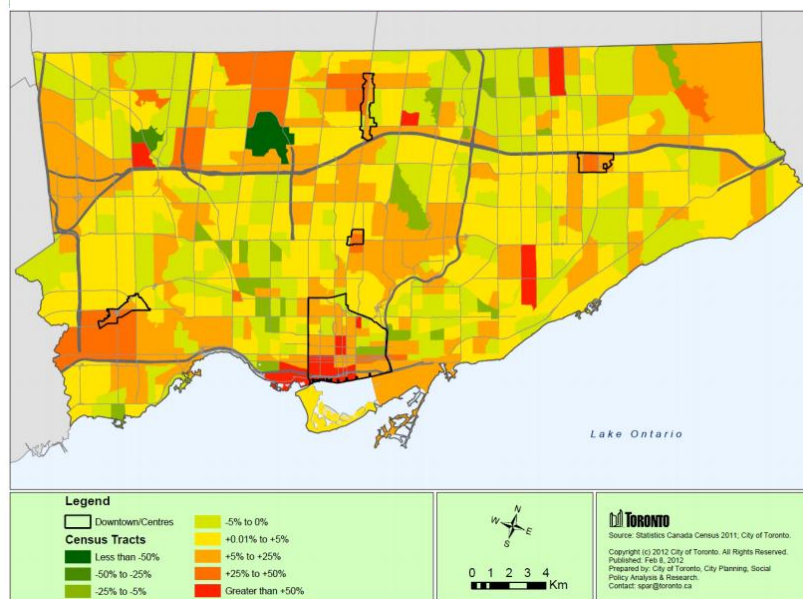 Lake Ontario
Legend
Downtown/Centres
Census Tracts
Less than -50%
-50% to -25%
-25% to -5%
-5% to 0%
+0.01% to +5%
+5% to +25%
+25% to +50%
Greater than +50%
N
W
E
S
0 1 2 3 4
Km
TORONTO
Source: Statistics Canada Census 2011; City of Toronto.
Copyright (c) 2012 City of Toronto. All Rights Reserved.
Published: Feb 8, 2012
Prepared by: City of Toronto, City Planning, Social
Policy Analysis & Research.
Contact: spar@toronto.ca